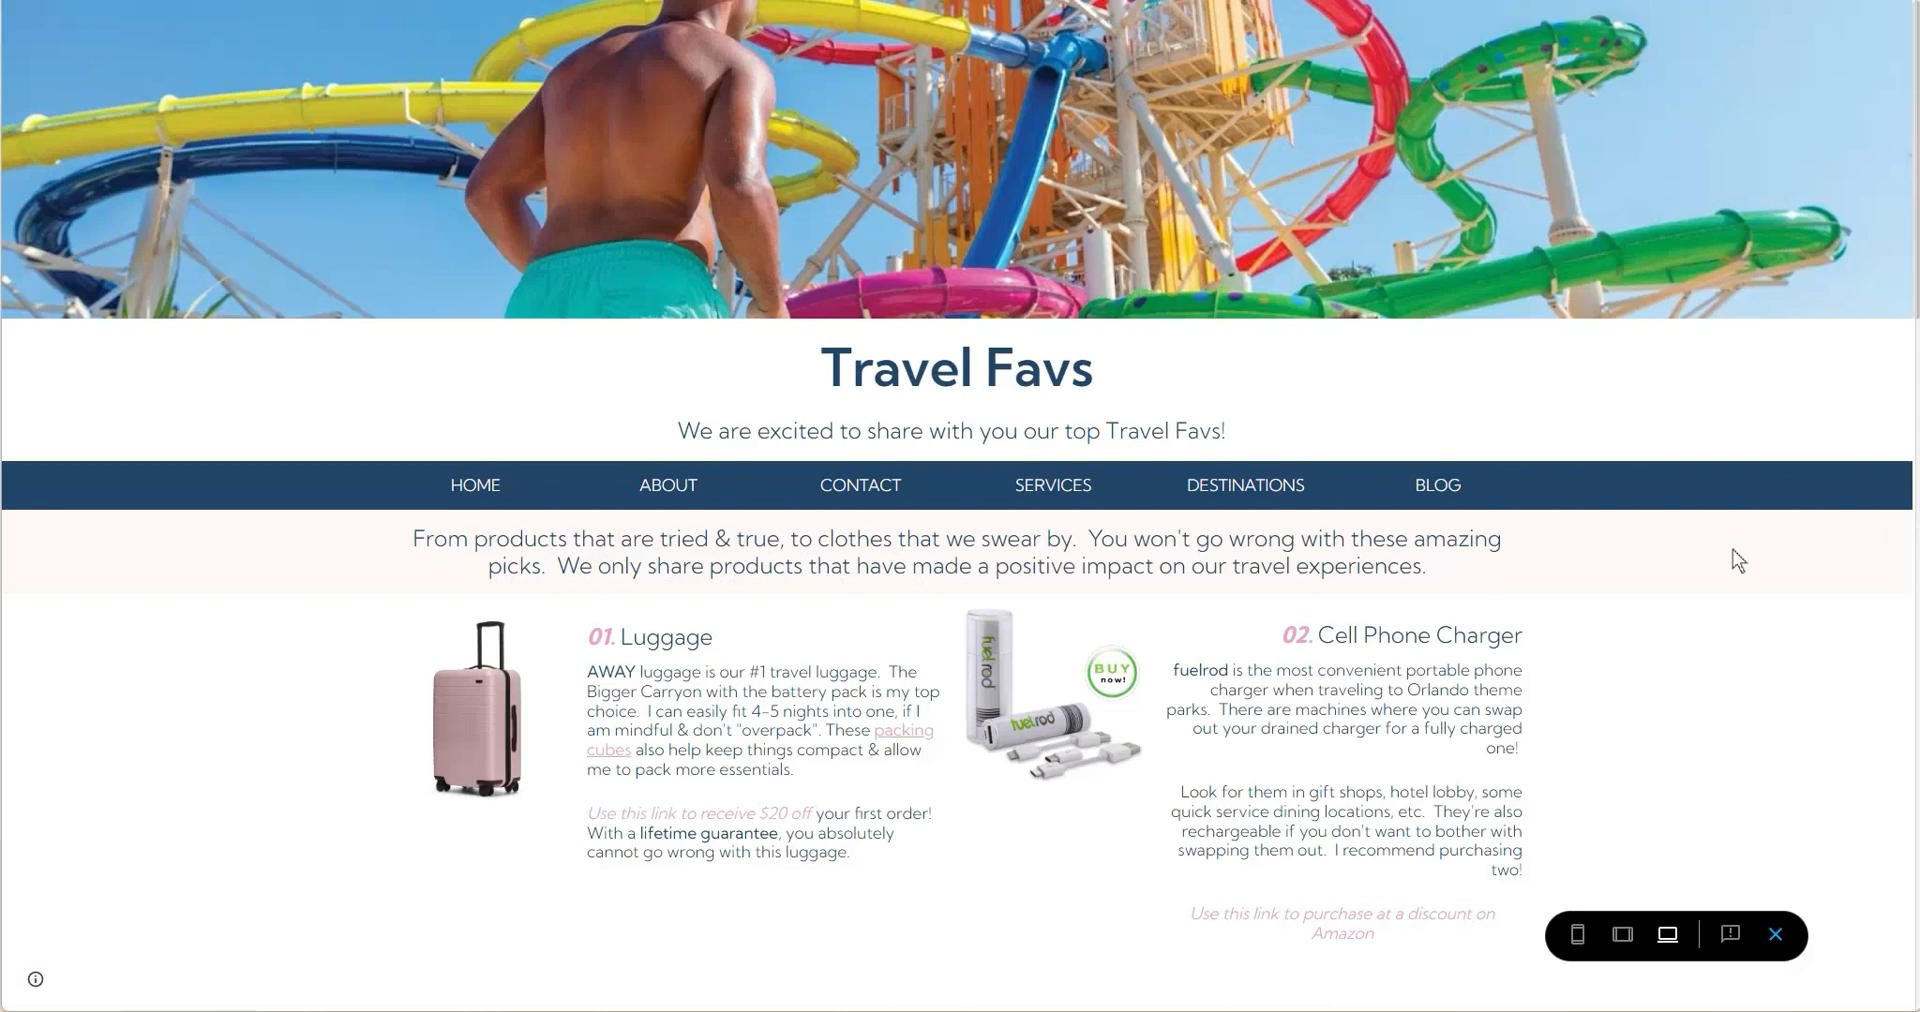 Travel Favs
We are excited to share with you our top Travel Favs!
HOME
ABOUT
CONTACT
SERVICES
DESTINATIONS
BLOG
From products that are tried & true, to clothes that we swear by. You won't go wrong with these amazing
picks. We only share products that have made a positive impact on our travel experiences.
01. Luggage
AWAY luggage is our #1 travel luggage. The
Bigger Carryon with the battery pack is my top
choice. I can easily fit 4-5 nights into one, if I
am mindful & don't "overpack". These packing
cubes also help keep things compact & allow
me to pack more essentials.
Use this link to receive $20 off your first order!
With a lifetime guarantee, you absolutely
cannot go wrong with this luggage.
fuel rod
fuel rod
BUY
now!
02. Cell Phone Charger
fuelrod is the most convenient portable phone
charger when traveling to Orlando theme
parks. There are machines where you can swap
out your drained charger for a fully charged
one!
Look for them in gift shops, hotel lobby, some
quick service dining locations, etc. They're also
rechargeable if you don't want to bother with
swapping them out. I recommend purchasing
two!
Use this link to purchase at a discount on
Amazon